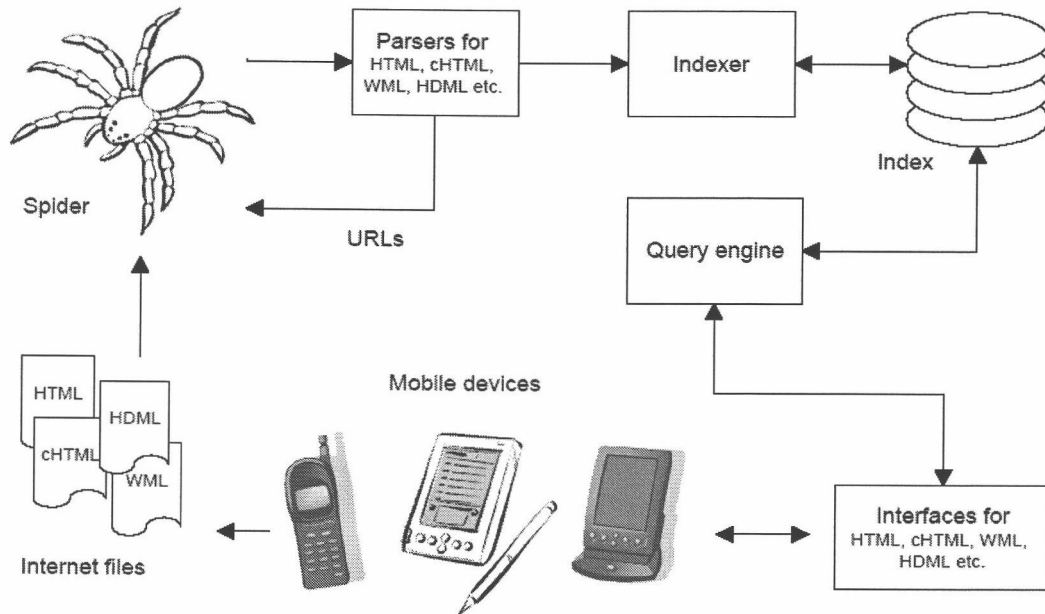 Parsers for
HTML, cHTML,
WML, HDML etc.
Indexer
Index
Spider
URLs
Query engine
HTML
HDML
cHTML
WML
Internet files
Mobile devices
Interfaces for
HTML, cHTML, WML,
HDML etc.